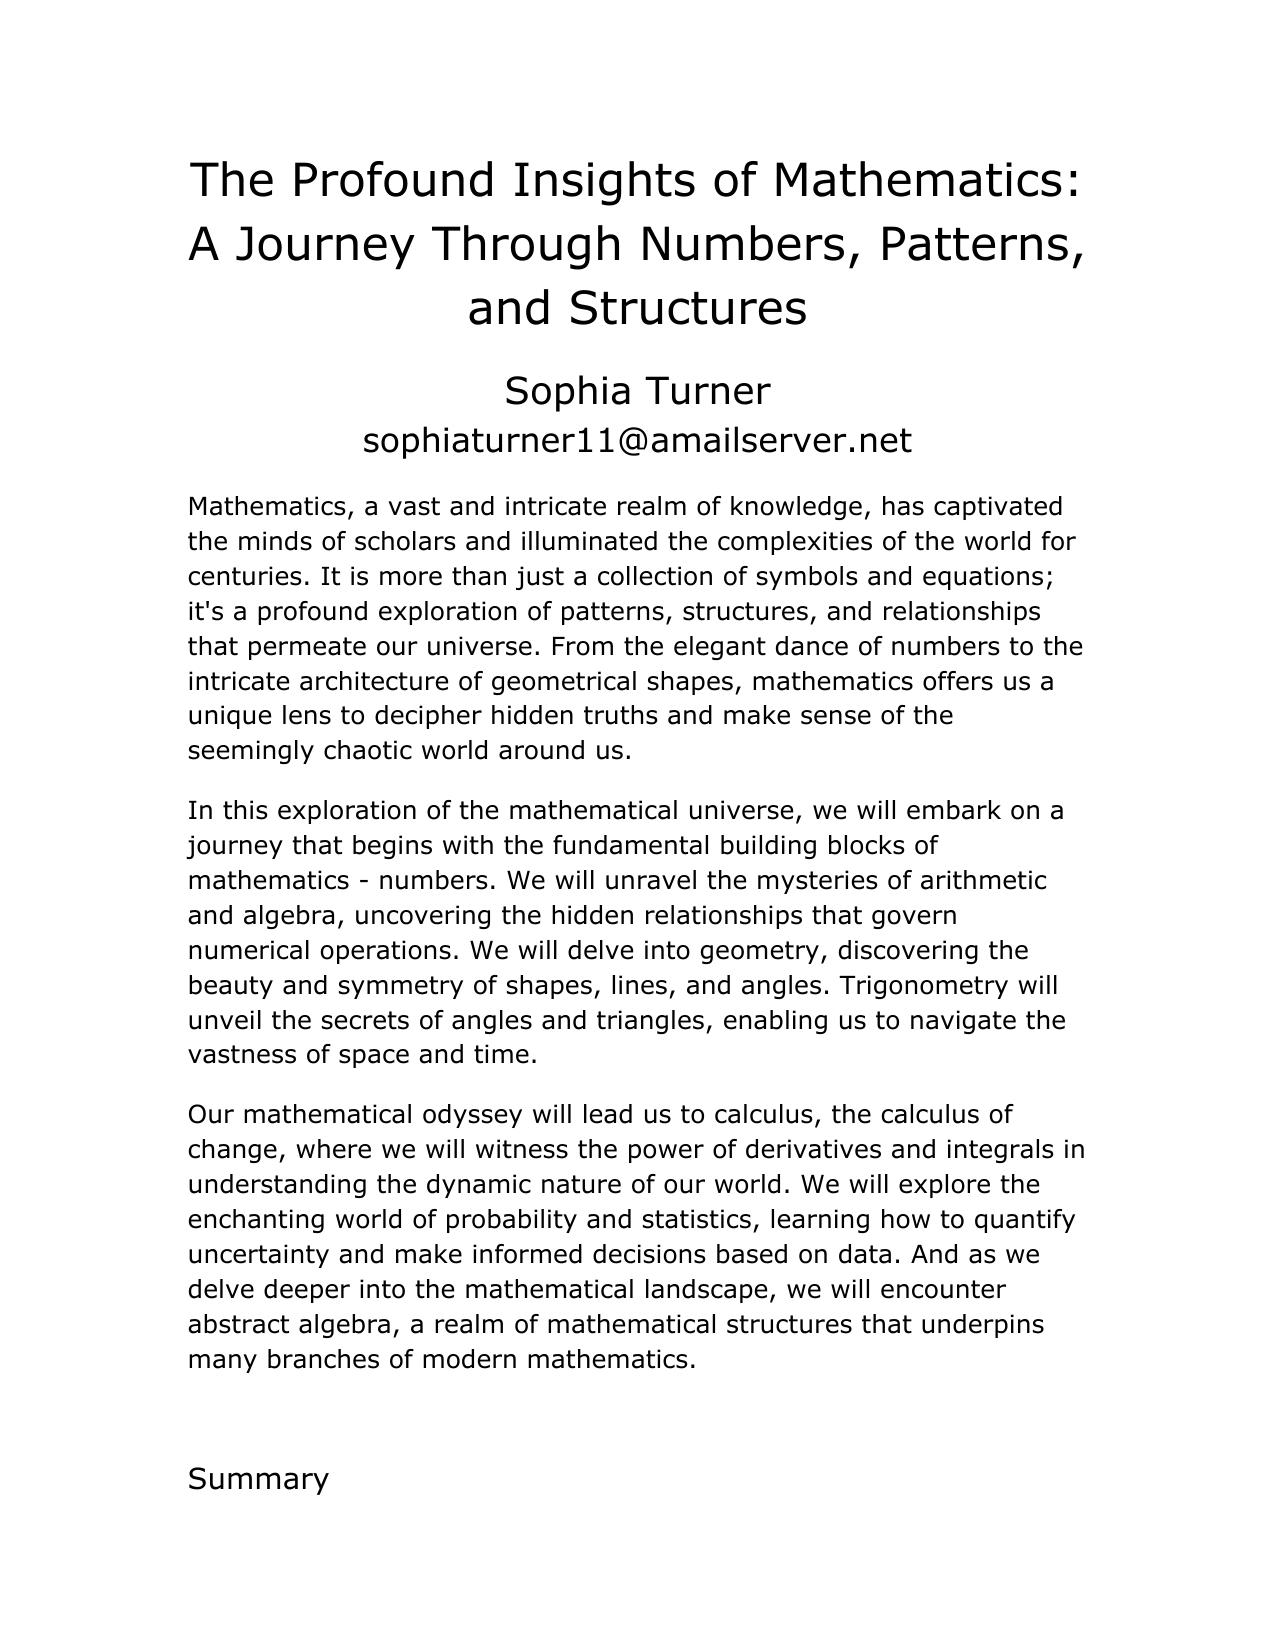 The Profound Insights of Mathematics:
A Journey Through Numbers, Patterns,
and Structures
Sophia Turner
sophiaturner11@amailserver.net
Mathematics, a vast and intricate realm of knowledge, has captivated
the minds of scholars and illuminated the complexities of the world for
centuries. It is more than just a collection of symbols and equations;
it's a profound exploration of patterns, structures, and relationships
that permeate our universe. From the elegant dance of numbers to the
intricate architecture of geometrical shapes, mathematics offers us a
unique lens to decipher hidden truths and make sense of the
seemingly chaotic world around us.
In this exploration of the mathematical universe, we will embark on a
journey that begins with the fundamental building blocks of
mathematics - numbers. We will unravel the mysteries of arithmetic
and algebra, uncovering the hidden relationships that govern
numerical operations. We will delve into geometry, discovering the
beauty and symmetry of shapes, lines, and angles. Trigonometry will
unveil the secrets of angles and triangles, enabling us to navigate the
vastness of space and time.
Our mathematical odyssey will lead us to calculus, the calculus of
change, where we will witness the power of derivatives and integrals in
understanding the dynamic nature of our world. We will explore the
enchanting world of probability and statistics, learning how to quantify
uncertainty and make informed decisions based on data. And as we
delve deeper into the mathematical landscape, we will encounter
abstract algebra, a realm of mathematical structures that underpins
many branches of modern mathematics.
Summary